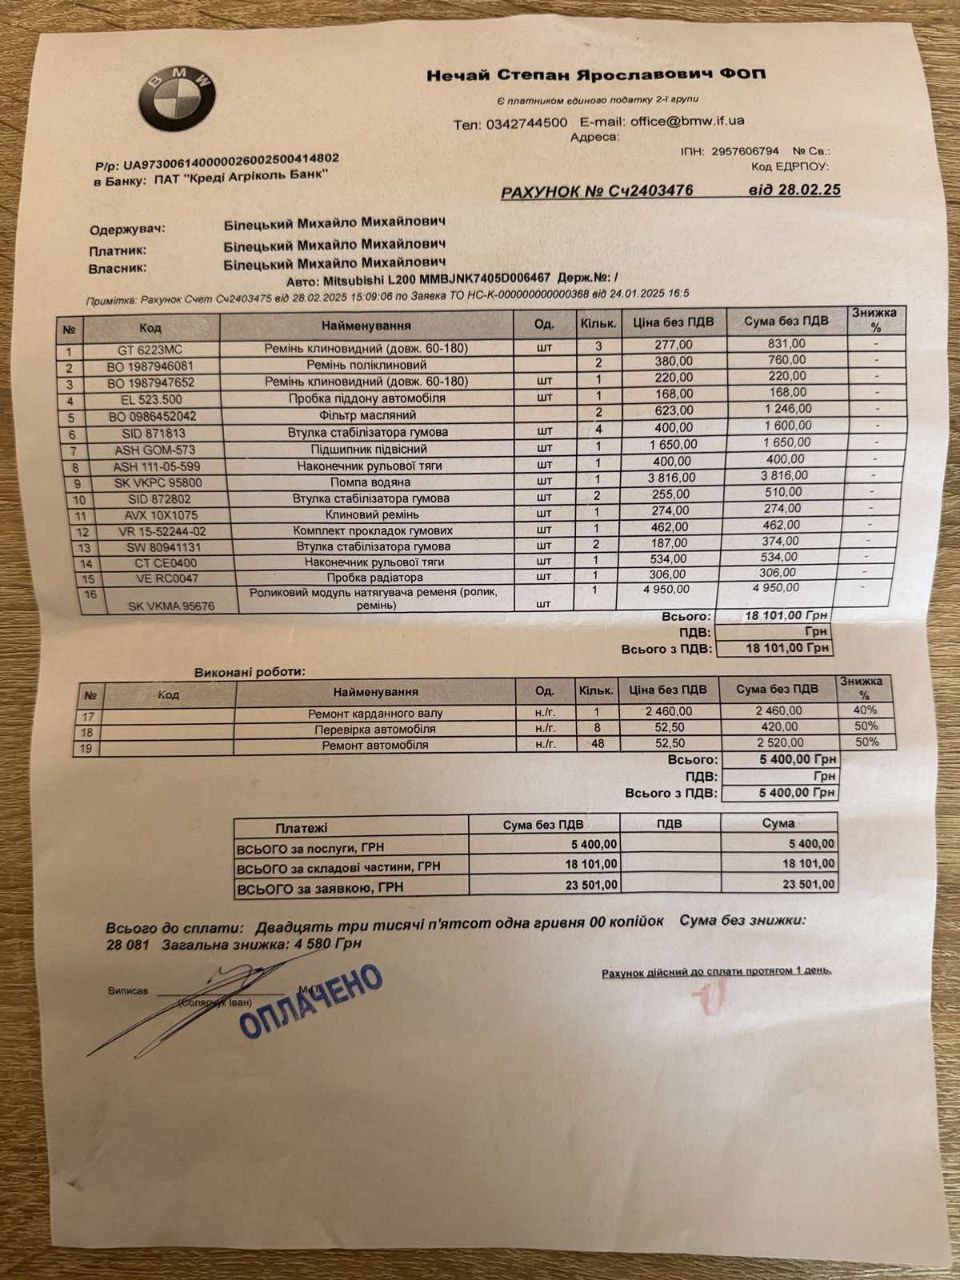 BMW
Нечай Степан Ярославович ФОП
Є платником єдиного податку 2-ї групи
Тел: 0342744500 E-mail: office@bmw.if.ua
Адреса:
ІПН: 2957606794 № Св.:
Код ЕДРПОУ:
Р/р: UA973006140000026002500414802
в Банку: ПАТ "Креді Агріколь Банк"
РАХУНОК № Сч2403476 від 28.02.25
Одержувач: Білецький Михайло Михайлович
Платник: Білецький Михайло Михайлович
Власник: Білецький Михайло Михайлович
Авто: Mitsubishi L200 MMBJNK7405D006467 Держ.№: /
Примітка: Рахунок Счет Сч2403475 від 28.02.2025 15:09:06 по Заявка ТО НС-К-000000000000368 від 24.01.2025 16:5
№ Код Найменування Од. Кільк. Ціна без ПДВ Сума без ПДВ Знижка %
1 GT 6223MC Ремінь клиновидний (довж. 60-180) шт 3 277,00 831,00 -
2 BO 1987946081 Ремінь поліклиновий 2 380,00 760,00 -
3 BO 1987947652 Ремінь клиновидний (довж. 60-180) шт 1 220,00 220,00 -
4 EL 523.500 Пробка піддону автомобіля шт 1 168,00 168,00 -
5 BO 0986452042 Фільтр масляний 2 623,00 1 246,00 -
6 SID 871813 Втулка стабілізатора гумова шт 4 400,00 1 600,00 -
7 ASH GOM-573 Підшипник підвісний шт 1 1 650,00 1 650,00 -
8 ASH 111-05-599 Наконечник рульової тяги шт 1 400,00 400,00 -
9 SK VKPC 95800 Помпа водяна шт 1 3 816,00 3 816,00 -
10 SID 872802 Втулка стабілізатора гумова шт 2 255,00 510,00 -
11 AVX 10X1075 Клиновий ремінь шт 1 274,00 274,00 -
12 VR 15-52244-02 Комплект прокладок гумових шт 1 462,00 462,00 -
13 SW 80941131 Втулка стабілізатора гумова шт 2 187,00 374,00 -
14 CT CE0400 Наконечник рульової тяги шт 1 534,00 534,00 -
15 VE RC0047 Пробка радіатора шт 1 306,00 306,00 -
16 SK VKMA 95676 Роликовий модуль натягувача ременя (ролик, ремінь) шт 1 4 950,00 4 950,00 -
Всього: 18 101,00 Грн
ПДВ: Грн
Всього з ПДВ: 18 101,00 Грн
Виконані роботи:
№ Код Найменування Од. Кільк. Ціна без ПДВ Сума без ПДВ Знижка %
17 Ремонт карданного валу н./г. 1 2 460,00 2 460,00 40%
18 Перевірка автомобіля н./г. 8 52,50 420,00 50%
19 Ремонт автомобіля н./г. 48 52,50 2 520,00 50%
Всього: 5 400,00 Грн
ПДВ: Грн
Всього з ПДВ: 5 400,00 Грн
Платежі Сума без ПДВ ПДВ Сума
ВСЬОГО за послуги, ГРН 5 400,00 5 400,00
ВСЬОГО за складові частини, ГРН 18 101,00 18 101,00
ВСЬОГО за заявкою, ГРН 23 501,00 23 501,00
Всього до сплати: Двадцять три тисячі п'ятсот одна гривня 00 копійок Сума без знижки:
28 081 Загальна знижка: 4 580 Грн
Рахунок дійсний до сплати протягом 1 день.
Виписав
Іван)
ОПЛАЧЕНО